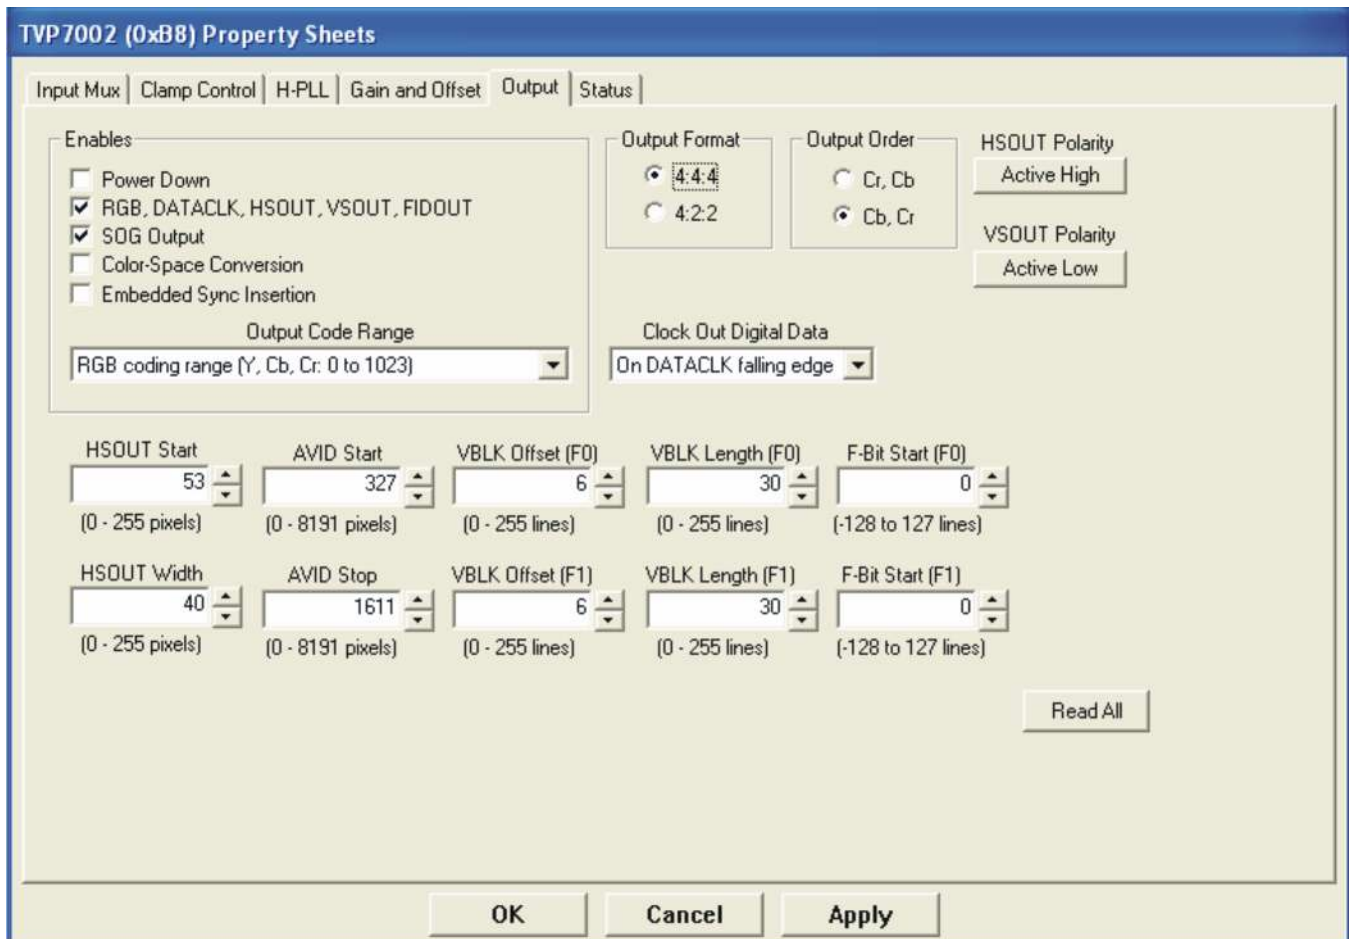 TVP7002 (0xB8) Property Sheets
Input Mux Clamp Control H-PLL Gain and Offset Output Status
Enables
Power Down
RGB, DATACLK, HSOUT, VSOUT, FIDOUT
SOG Output
Color-Space Conversion
Embedded Sync Insertion
Output Code Range
RGB coding range (Y, Cb, Cr: 0 to 1023)
Output Format
4:4:4
4:2:2
Output Order
Cr, Cb
Cb, Cr
HSOUT Polarity
Active High
VSOUT Polarity
Active Low
Clock Out Digital Data
On DATACLK falling edge
HSOUT Start AVID Start VBLK Offset (F0) VBLK Length (F0) F-Bit Start (F0)
53 327 6 30 0
(0 - 255 pixels) (0 - 8191 pixels) (0 - 255 lines) (0 - 255 lines) (-128 to 127 lines)
HSOUT Width AVID Stop VBLK Offset (F1) VBLK Length (F1) F-Bit Start (F1)
40 1611 6 30 0
(0 - 255 pixels) (0 - 8191 pixels) (0 - 255 lines) (0 - 255 lines) (-128 to 127 lines)
Read All
OK Cancel Apply